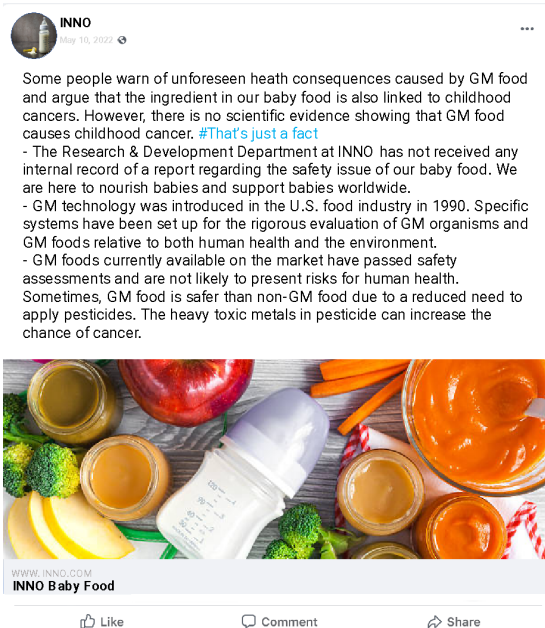 INNO
May 10, 2022
Some people warn of unforeseen heath consequences caused by GM food
and argue that the ingredient in our baby food is also linked to childhood
cancers. However, there is no scientific evidence showing that GM food
causes childhood cancer. #That's just a fact
- The Research & Development Department at INNO has not received any
internal record of a report regarding the safety issue of our baby food. We
are here to nourish babies and support babies worldwide.
- GM technology was introduced in the U.S. food industry in 1990. Specific
systems have been set up for the rigorous evaluation of GM organisms and
GM foods relative to both human health and the environment.
- GM foods currently available on the market have passed safety
assessments and are not likely to present risks for human health.
Sometimes, GM food is safer than non-GM food due to a reduced need to
apply pesticides. The heavy toxic metals in pesticide can increase the
chance of cancer.
WWW.INNO.COM
INNO Baby Food
Like Comment Share